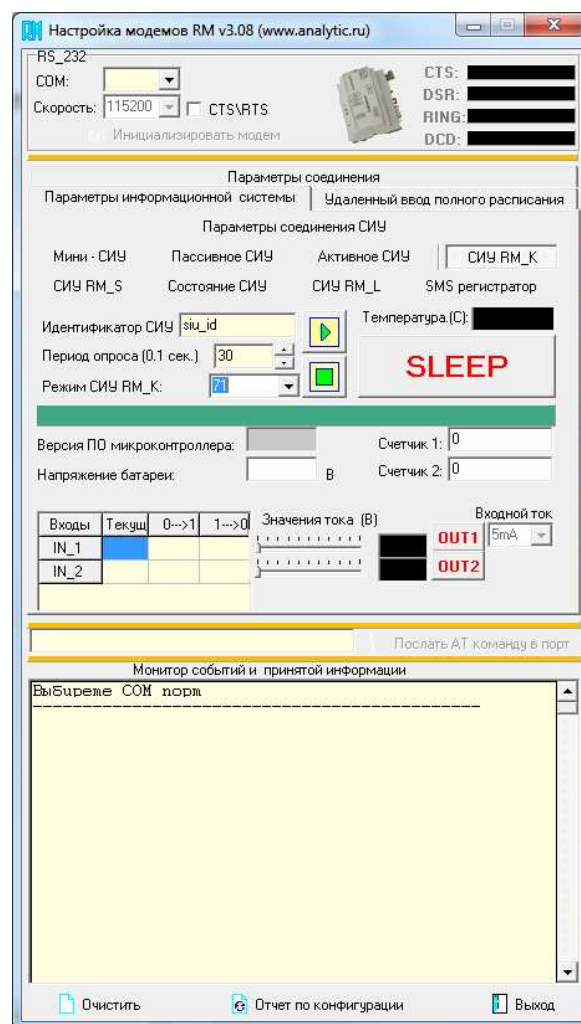 Настройка модемов RM v3.08 (www.analytic.ru)
RS_232
COM:
Скорость: 115200 CTS\RTS
Инициализировать модем
CTS:
DSR:
RING:
DCD:
Параметры соединения
Параметры информационной системы Удаленный ввод полного расписания
Параметры соединения СИУ
Мини - СИУ Пассивное СИУ Активное СИУ СИУ RM_K
СИУ RM_S Состояние СИУ СИУ RM_L SMS регистратор
Идентификатор СИУ siu_id
Температура.(С):
Период опроса (0.1 сек.) 30
SLEEP
Режим СИУ RM_K: 71
Версия ПО микроконтроллера: Счетчик 1: 0
Напряжение батареи: В Счетчик 2: 0
Входы Текущ 0--->1 1--->0 Значения тока (В) Входной ток
IN_1 OUT1 5mA
IN_2 OUT2
Послать АТ команду в порт
Монитор событий и принятой информации
Выбирете COM порт
------------------------------------------------
Очистить Отчет по конфигурации Выход